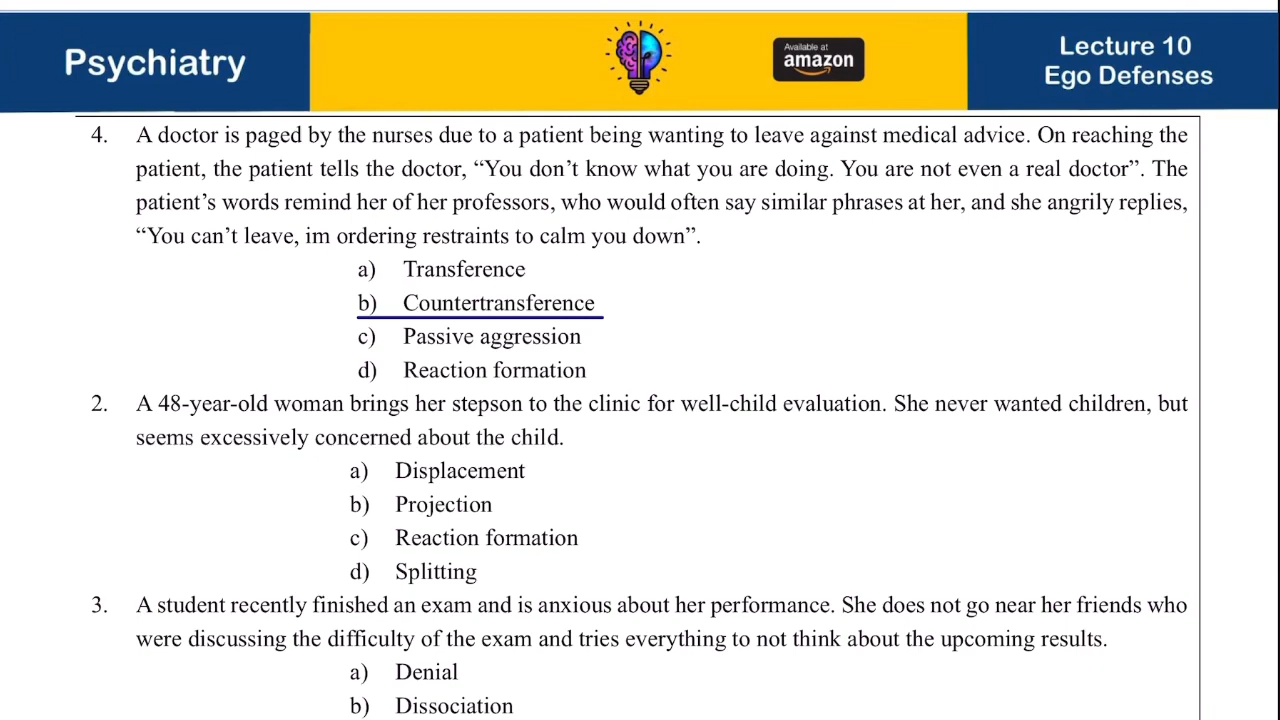 Psychiatry
Available at
amazon
Lecture 10
Ego Defenses
4. A doctor is paged by the nurses due to a patient being wanting to leave against medical advice. On reaching the
patient, the patient tells the doctor, “You don’t know what you are doing. You are not even a real doctor”. The
patient’s words remind her of her professors, who would often say similar phrases at her, and she angrily replies,
“You can’t leave, im ordering restraints to calm you down”.
a) Transference
b) Countertransference
c) Passive aggression
d) Reaction formation
2. A 48-year-old woman brings her stepson to the clinic for well-child evaluation. She never wanted children, but
seems excessively concerned about the child.
a) Displacement
b) Projection
c) Reaction formation
d) Splitting
3. A student recently finished an exam and is anxious about her performance. She does not go near her friends who
were discussing the difficulty of the exam and tries everything to not think about the upcoming results.
a) Denial
b) Dissociation